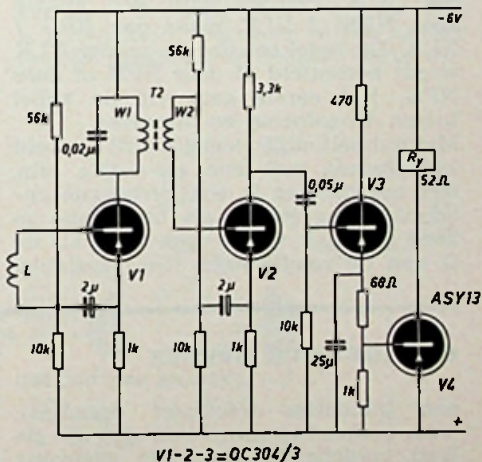 -6V
56k
56k
3,3k
470
W1
T2
W2
0,02µ
Ry
52Ω
0,05µ
V3
V1
V2
L
2µ
2µ
68Ω
ASY13
V4
10k
1k
10k
1k
10k
25µ
1k
+
V1-2-3=OC304/3